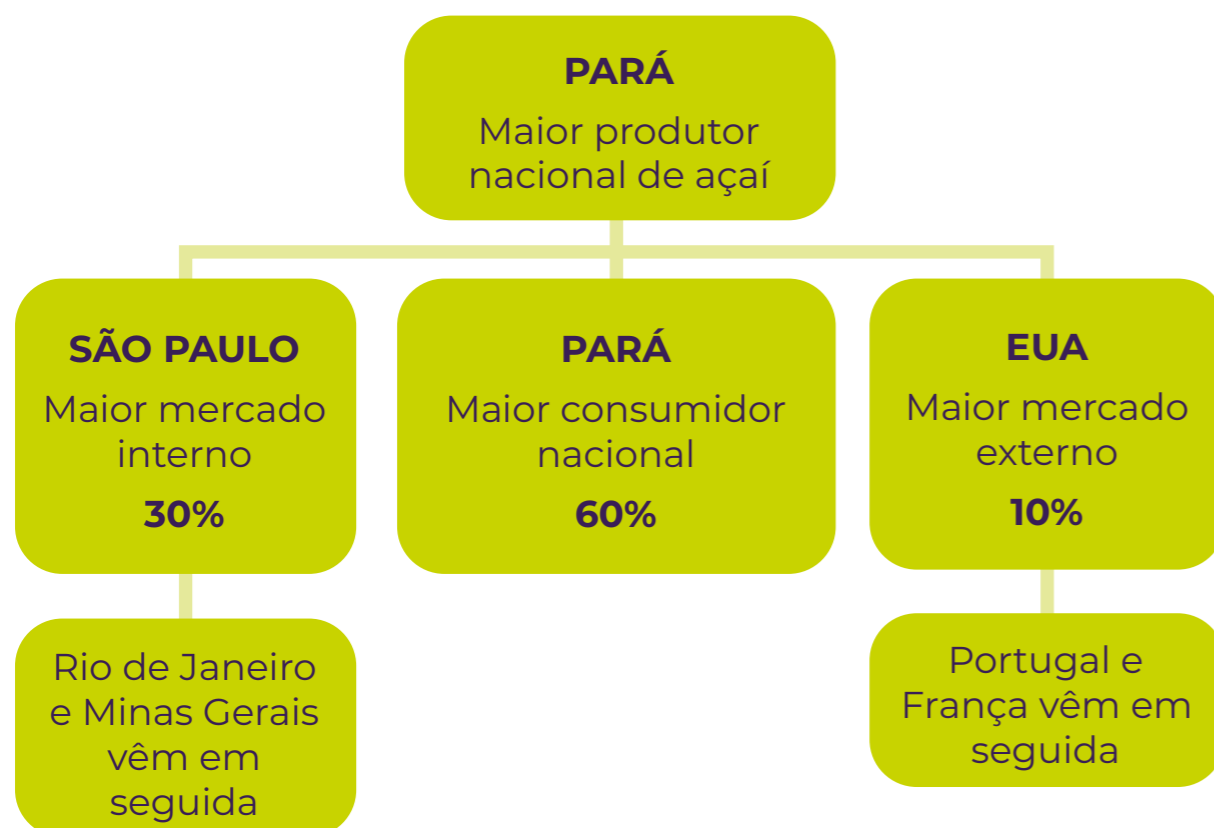 PARÁ
Maior produtor
nacional de açaí
SÃO PAULO
Maior mercado
interno
30%
PARÁ
Maior consumidor
nacional
60%
EUA
Maior mercado
externo
10%
Rio de Janeiro
e Minas Gerais
vêm em
seguida
Portugal e
França vêm em
seguida